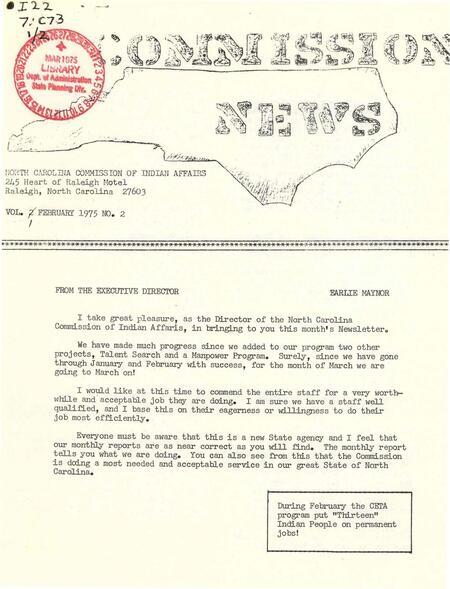 I22
7:C73
1/2
COMMISSION
NEWS
MAR 1975
LIBRARY
Dept. of Administration
State Planning Div.
NORTH CAROLINA COMMISSION OF INDIAN AFFAIRS
245 Heart of Raleigh Motel
Raleigh, North Carolina 27603
VOL. 7 FEBRUARY 1975 NO. 2
1
FROM THE EXECUTIVE DIRECTOR EARLIE MAYNOR
I take great pleasure, as the Director of the North Carolina
Commission of Indian Affaris, in bringing to you this month's Newsletter.
We have made much progress since we added to our program two other
projects, Talent Search and a Manpower Program. Surely, since we have gone
through January and February with success, for the month of March we are
going to March on!
I would like at this time to commend the entire staff for a very worth-
while and acceptable job they are doing. I am sure we have a staff well
qualified, and I base this on their eagerness or willingness to do their
job most efficiently.
Everyone must be aware that this is a new State agency and I feel that
our monthly reports are as near correct as you will find. The monthly report
tells you what we are doing. You can also see from this that the Commission
is doing a most needed and acceptable service in our great State of North
Carolina.
During February the CETA
program put "Thirteen"
Indian People on permanent
jobs!